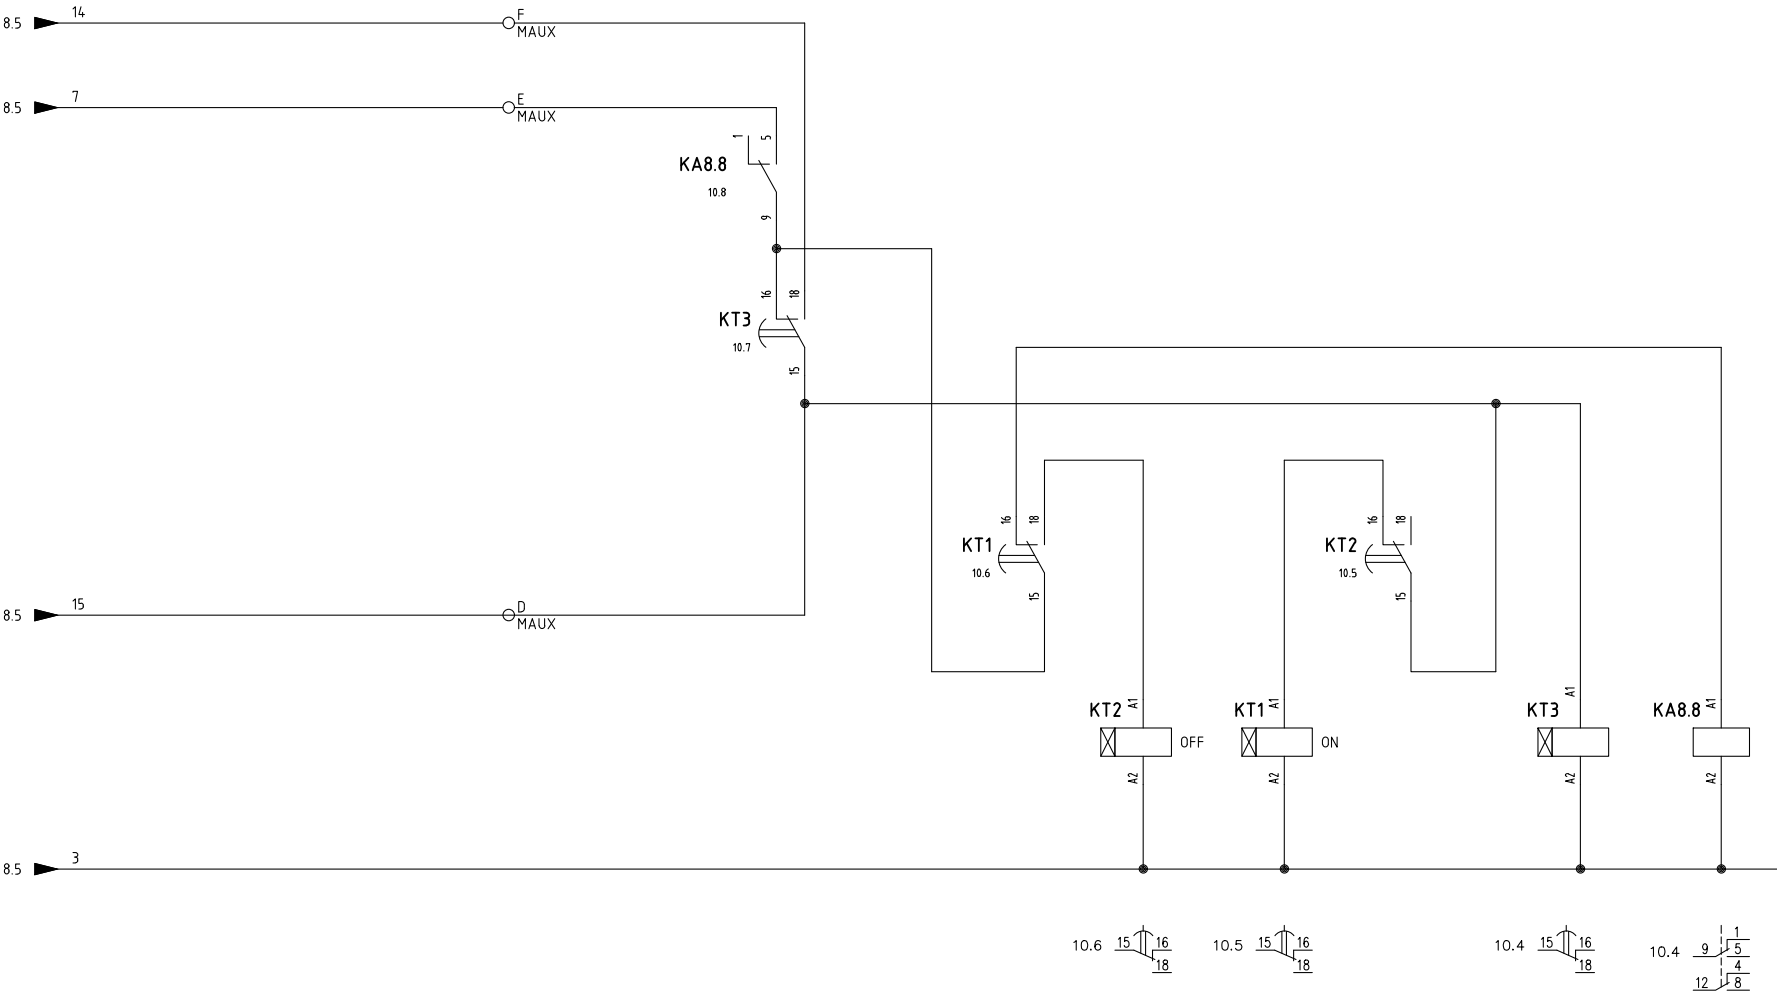 8.5 14 F
MAUX
8.5 7 E
MAUX
1 5
KA8.8
10.8
9
16 18
KT3
10.7
15
16 18 16 18
KT1 KT2
10.6 10.5
15 15
8.5 15 D
MAUX
A1 A1 A1 A1
KT2 KT1 KT3 KA8.8
OFF ON
A2 A2 A2 A2
8.5 3
10.6 15 16 18
10.5 15 16 18
10.4 15 16 18
10.4 9 1 5
12 4 8